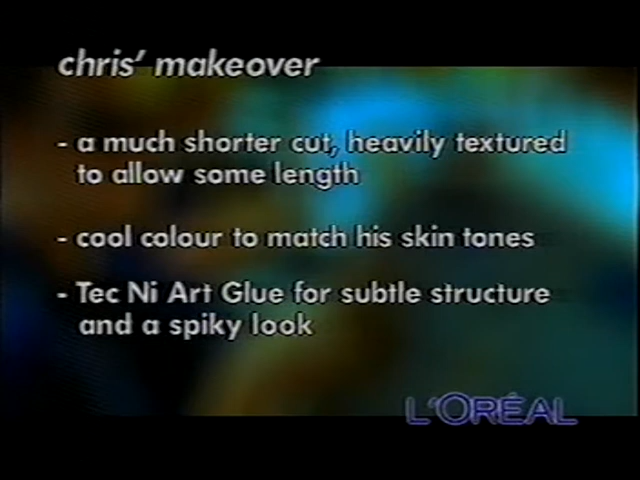 chris' makeover
- a much shorter cut, heavily textured
to allow some length
- cool colour to match his skin tones
- Tec Ni Art Glue for subtle structure
and a spiky look
L'ORÉAL